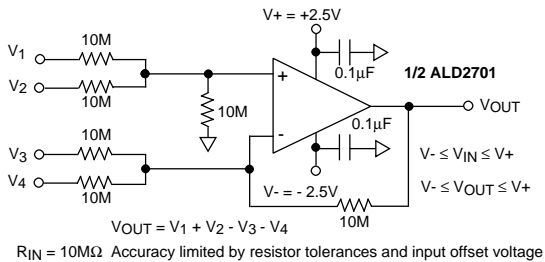 V+ = +2.5V
V1
10M
V2
10M
0.1μF
1/2 ALD2701
+
10M
VOUT
-
0.1μF
V3
10M
V4
10M
V- ≤ VIN ≤ V+
V- = - 2.5V
V- ≤ VOUT ≤ V+
10M
VOUT = V1 + V2 - V3 - V4
RIN = 10MΩ Accuracy limited by resistor tolerances and input offset voltage